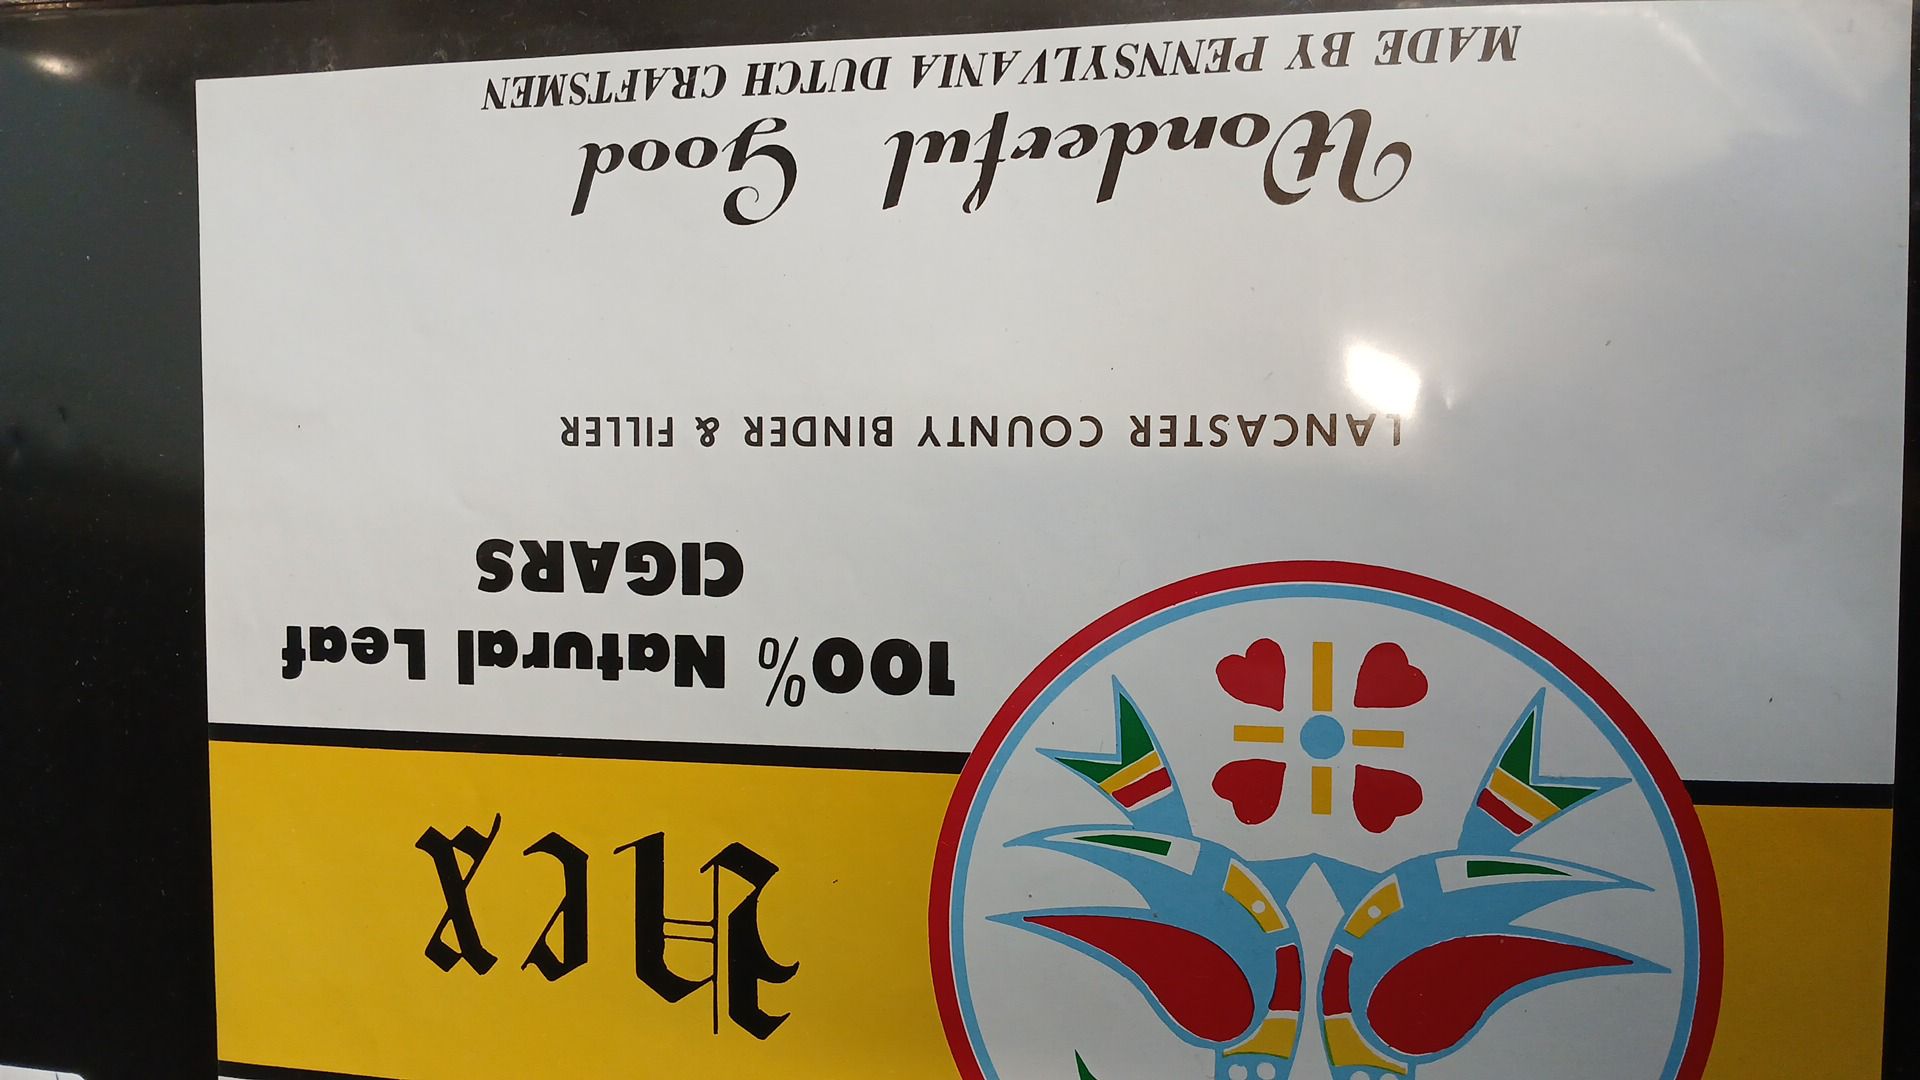 Hex
100% Natural Leaf
CIGARS
LANCASTER COUNTY BINDER & FILLER
Wonderful Good
MADE BY PENNSYLVANIA DUTCH CRAFTSMEN